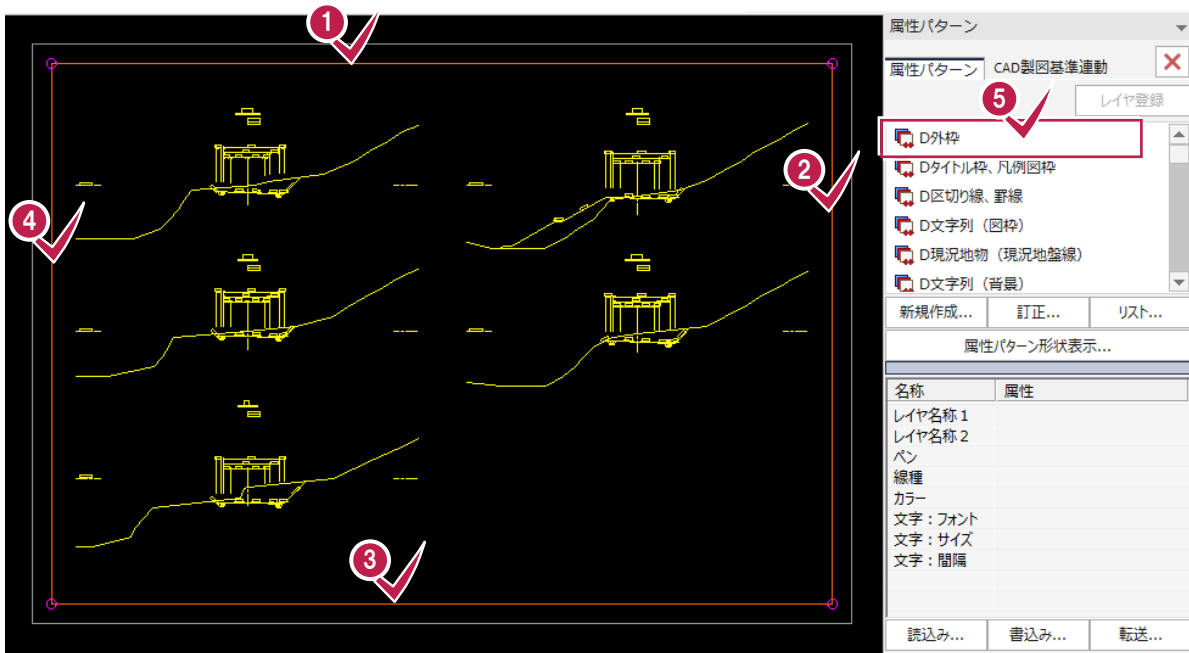 1
2
3
4
5
属性パターン
属性パターン CAD製図基準連動
レイヤ登録
D外枠
Dタイトル枠、凡例図枠
D区切り線、罫線
D文字列（図枠）
D現況地物（現況地盤線）
D文字列（背景）
新規作成... 訂正... リスト...
属性パターン形状表示...
名称 属性
レイヤ名称1
レイヤ名称2
ペン
線種
カラー
文字：フォント
文字：サイズ
文字：間隔
読込み... 書込み... 転送...